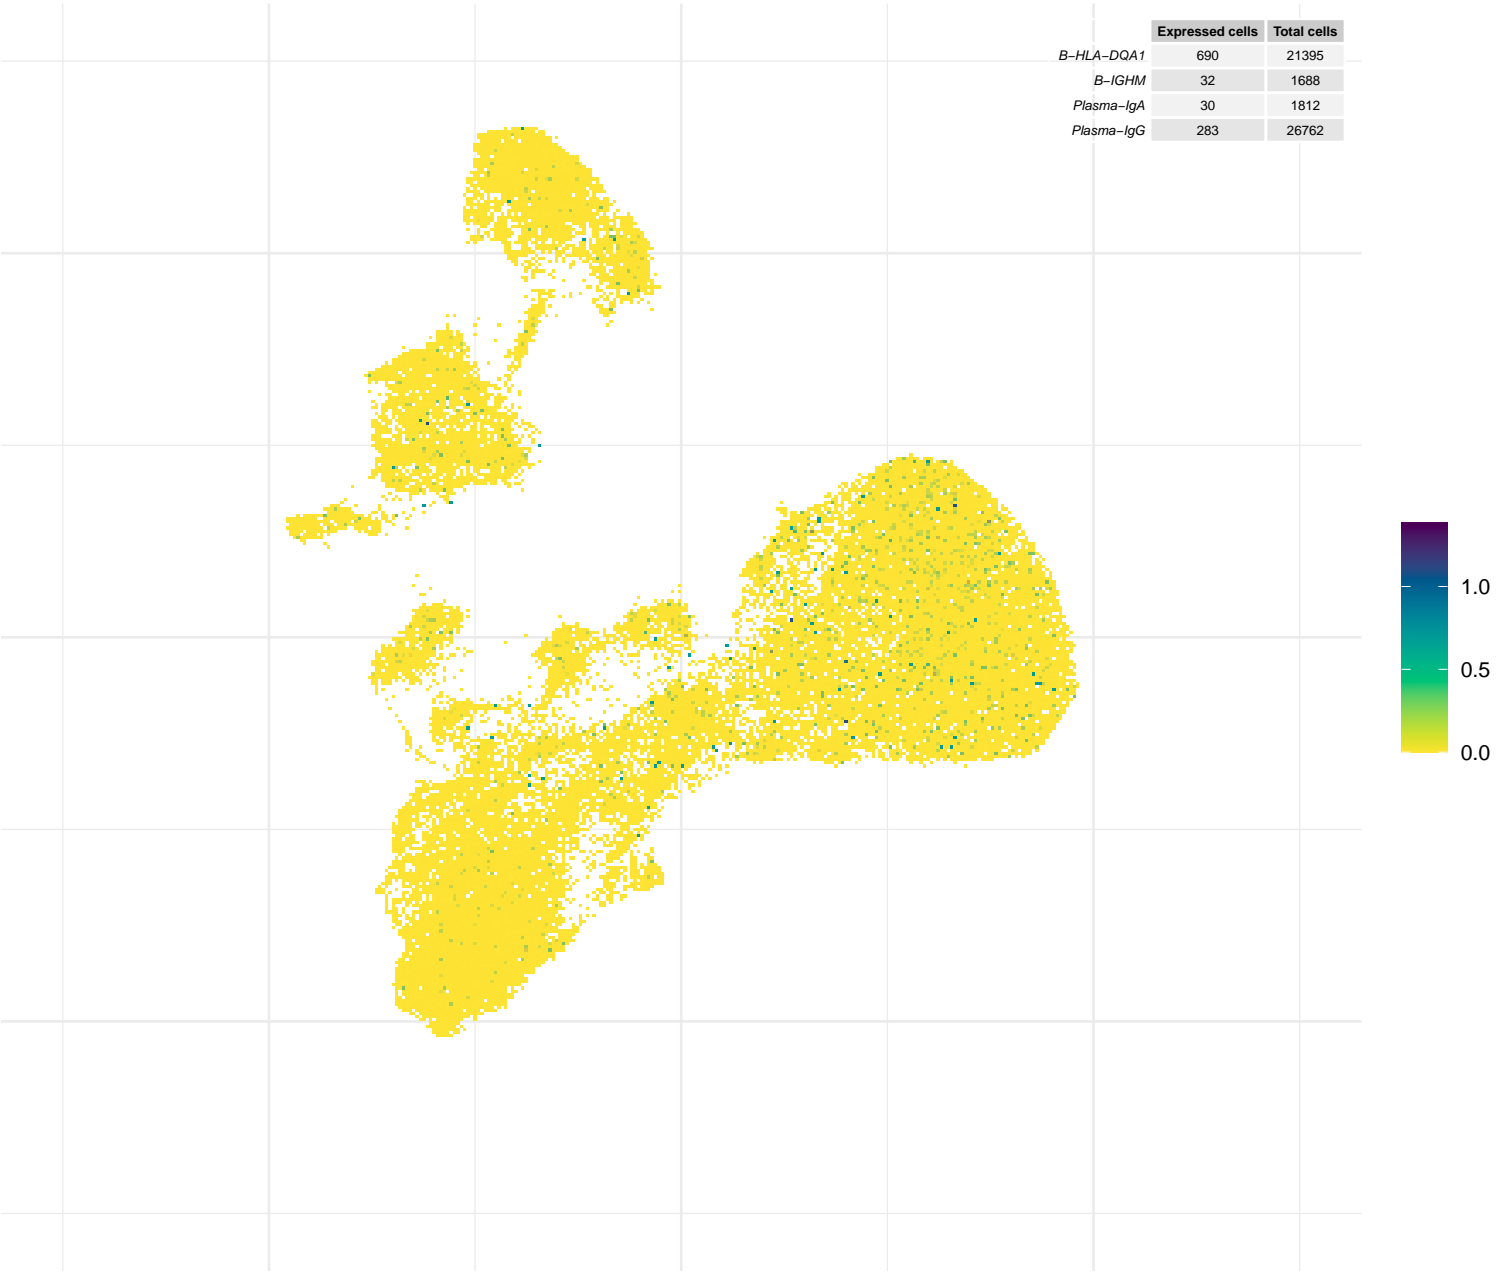 Expressed cells Total cells
B-HLA-DQA1 690 21395
B-IGHM 32 1688
Plasma-IgA 30 1812
Plasma-IgG 283 26762
1.0
0.5
0.0